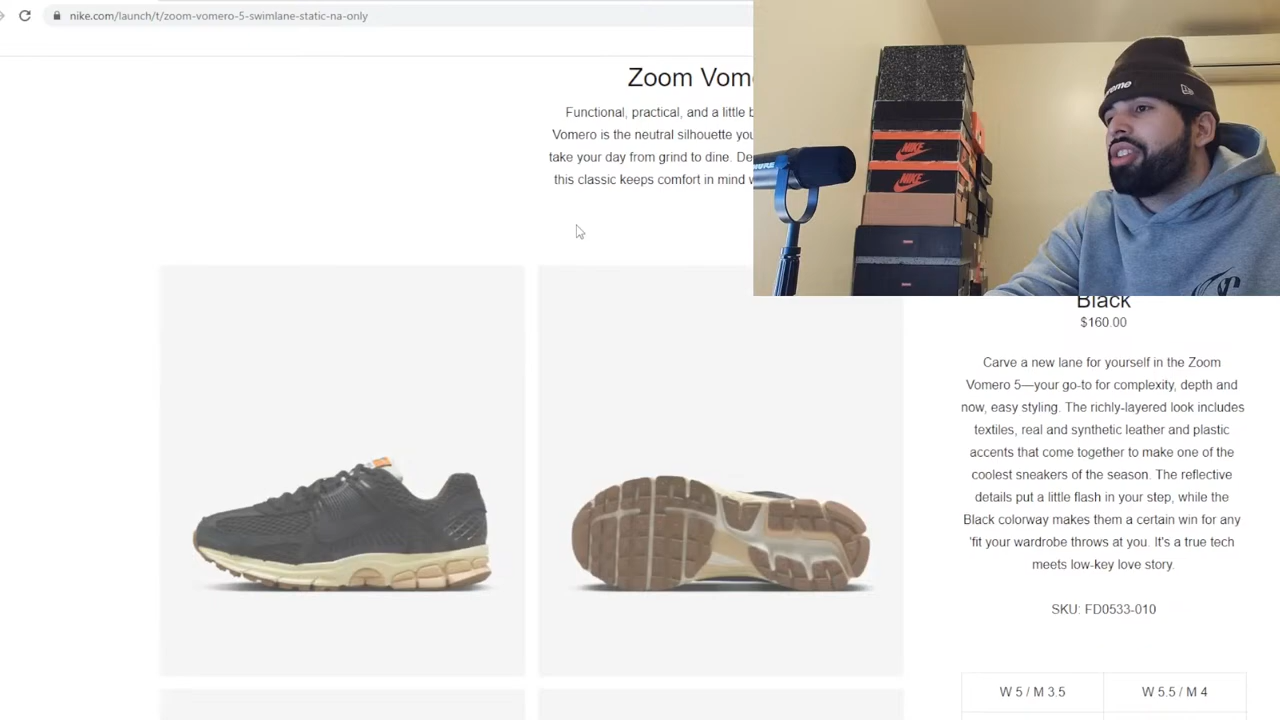 nike.com/launch/t/zoom-vomero-5-swimlane-static-na-only
Zoom
Functional, practical, and a little
Vomero is the neutral silhouette
take your day from grind to dine.
this classic keeps comfort in mind
NIKE
NIKE
Black
$160.00
Carve a new lane for yourself in the Zoom
Vomero 5—your go-to for complexity, depth and
now, easy styling. The richly-layered look includes
textiles, real and synthetic leather and plastic
accents that come together to make one of the
coolest sneakers of the season. The reflective
details put a little flash in your step, while the
Black colorway makes them a certain win for any
'fit your wardrobe throws at you. It's a true tech
meets low-key love story.
SKU: FD0533-010
W 5 / M 3.5
W 5.5 / M 4